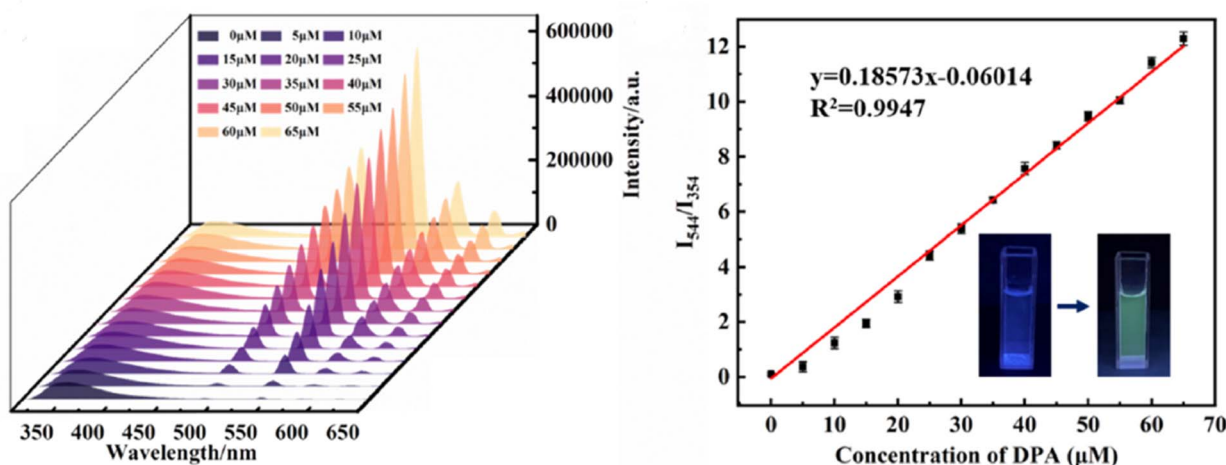 0μM 5μM 10μM
15μM 20μM 25μM
30μM 35μM 40μM
45μM 50μM 55μM
60μM 65μM
600000
400000
200000
0
Intensity/a.u.
350 400 450 500 550 600 650
Wavelength/nm
y=0.18573x-0.06014
R²=0.9947
12
10
8
6
4
2
0
I₅₄₄/I₃₅₄
0 10 20 30 40 50 60 70
Concentration of DPA (μM)